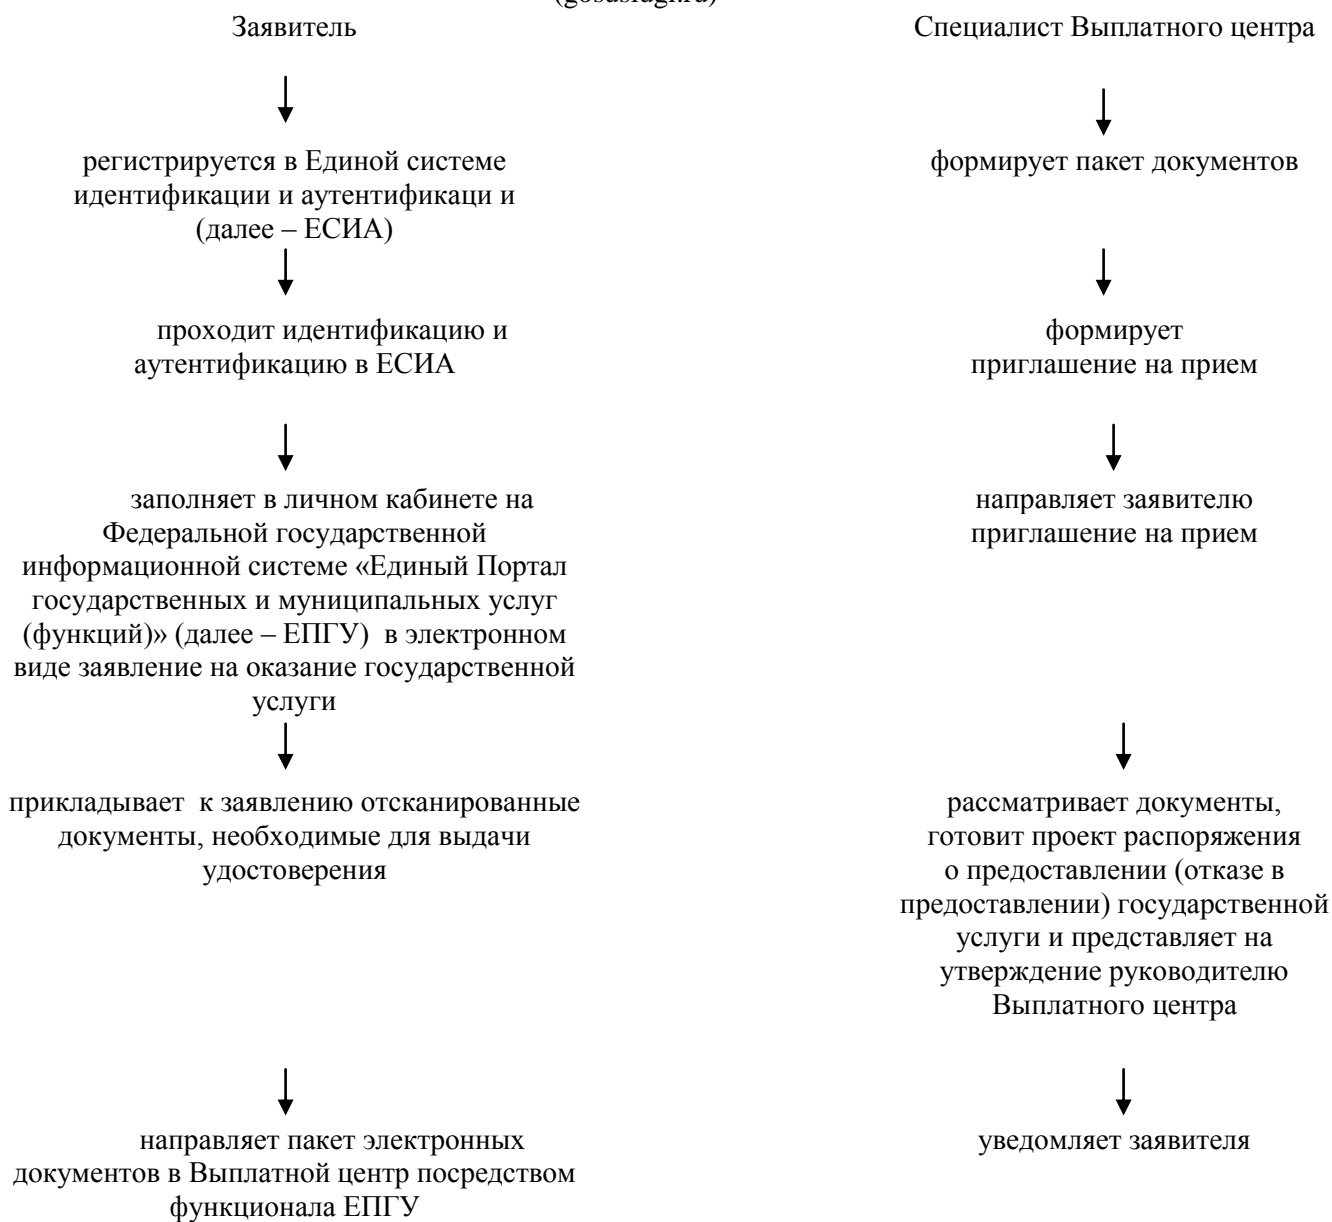 (gosuslugi.ru)
Заявитель
регистрируется в Единой системе
идентификации и аутентификаци и
(далее – ЕСИА)
проходит идентификацию и
аутентификацию в ЕСИА
заполняет в личном кабинете на
Федеральной государственной
информационной системе «Единый Портал
государственных и муниципальных услуг
(функций)» (далее – ЕПГУ)  в электронном
виде заявление на оказание государственной
услуги
прикладывает  к заявлению отсканированные
документы, необходимые для выдачи
удостоверения
направляет пакет электронных
документов в Выплатной центр посредством
функционала ЕПГУ
Специалист Выплатного центра
формирует пакет документов
формирует
приглашение на прием
направляет заявителю
приглашение на прием
рассматривает документы,
готовит проект распоряжения
о предоставлении (отказе в
предоставлении) государственной
услуги и представляет на
утверждение руководителю
Выплатного центра
уведомляет заявителя